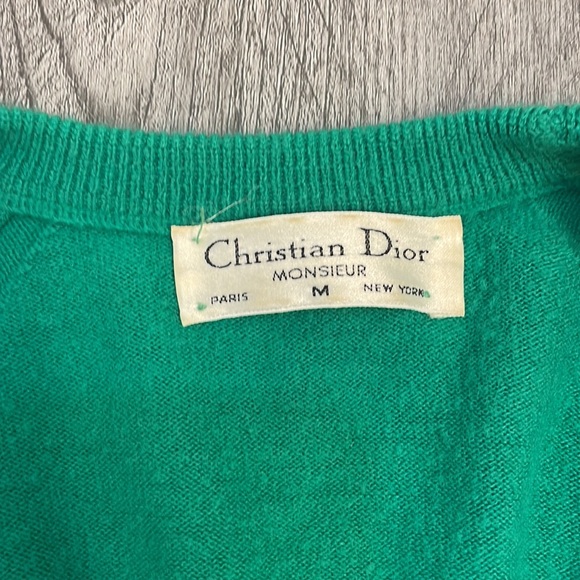 Christian Dior
MONSIEUR
PARIS M NEW YORK